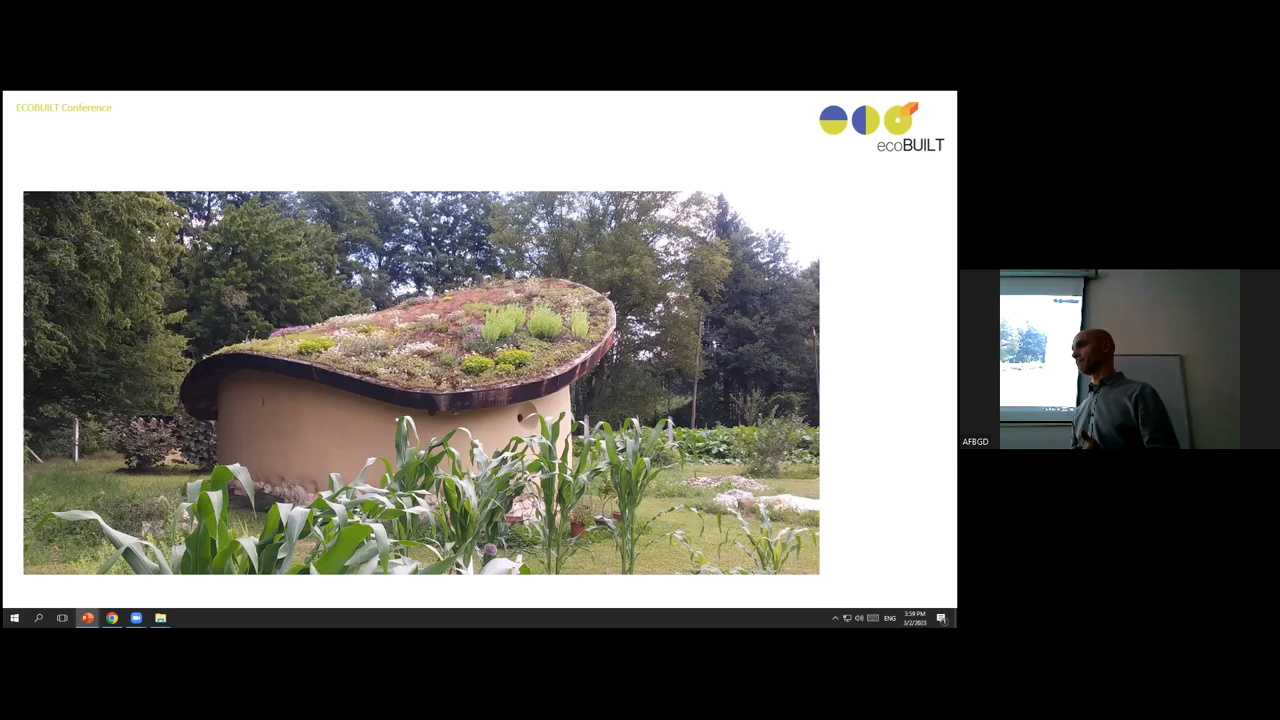 ECOBUILT Conference
ecoBUILT
AFBGD
ENG
3:59 PM
3/2/2023